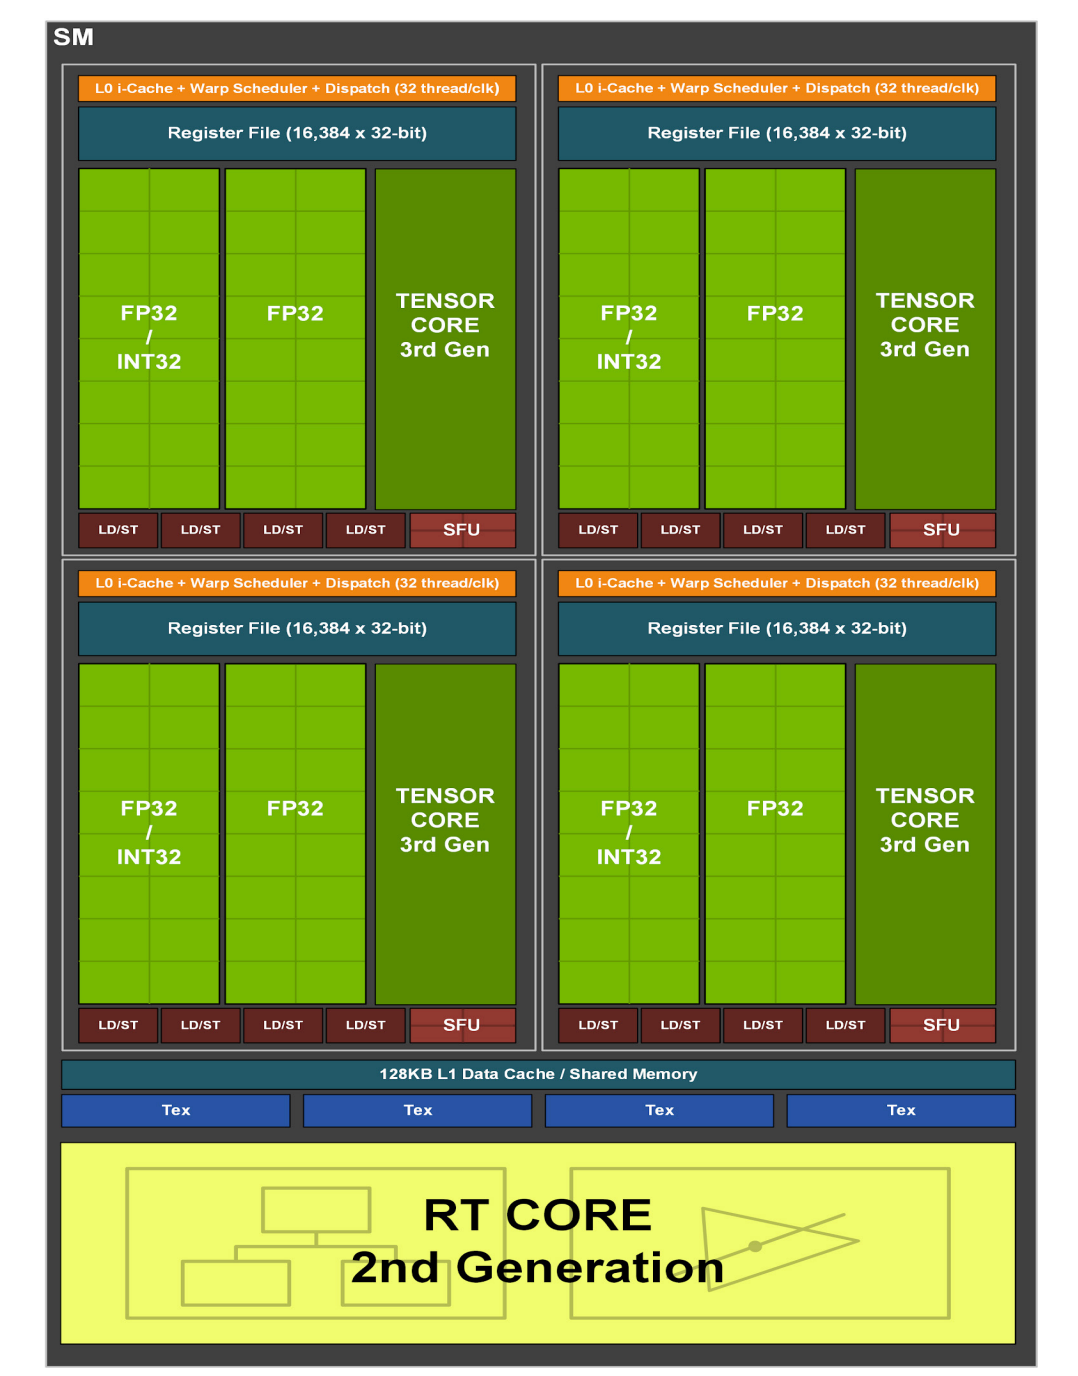 SM
L0 i-Cache + Warp Scheduler + Dispatch (32 thread/clk)
Register File (16,384 x 32-bit)
FP32
/
INT32
FP32
TENSOR
CORE
3rd Gen
LD/ST
LD/ST
LD/ST
LD/ST
SFU
L0 i-Cache + Warp Scheduler + Dispatch (32 thread/clk)
Register File (16,384 x 32-bit)
FP32
/
INT32
FP32
TENSOR
CORE
3rd Gen
LD/ST
LD/ST
LD/ST
LD/ST
SFU
L0 i-Cache + Warp Scheduler + Dispatch (32 thread/clk)
Register File (16,384 x 32-bit)
FP32
/
INT32
FP32
TENSOR
CORE
3rd Gen
LD/ST
LD/ST
LD/ST
LD/ST
SFU
L0 i-Cache + Warp Scheduler + Dispatch (32 thread/clk)
Register File (16,384 x 32-bit)
FP32
/
INT32
FP32
TENSOR
CORE
3rd Gen
LD/ST
LD/ST
LD/ST
LD/ST
SFU
128KB L1 Data Cache / Shared Memory
Tex
Tex
Tex
Tex
RT CORE
2nd Generation